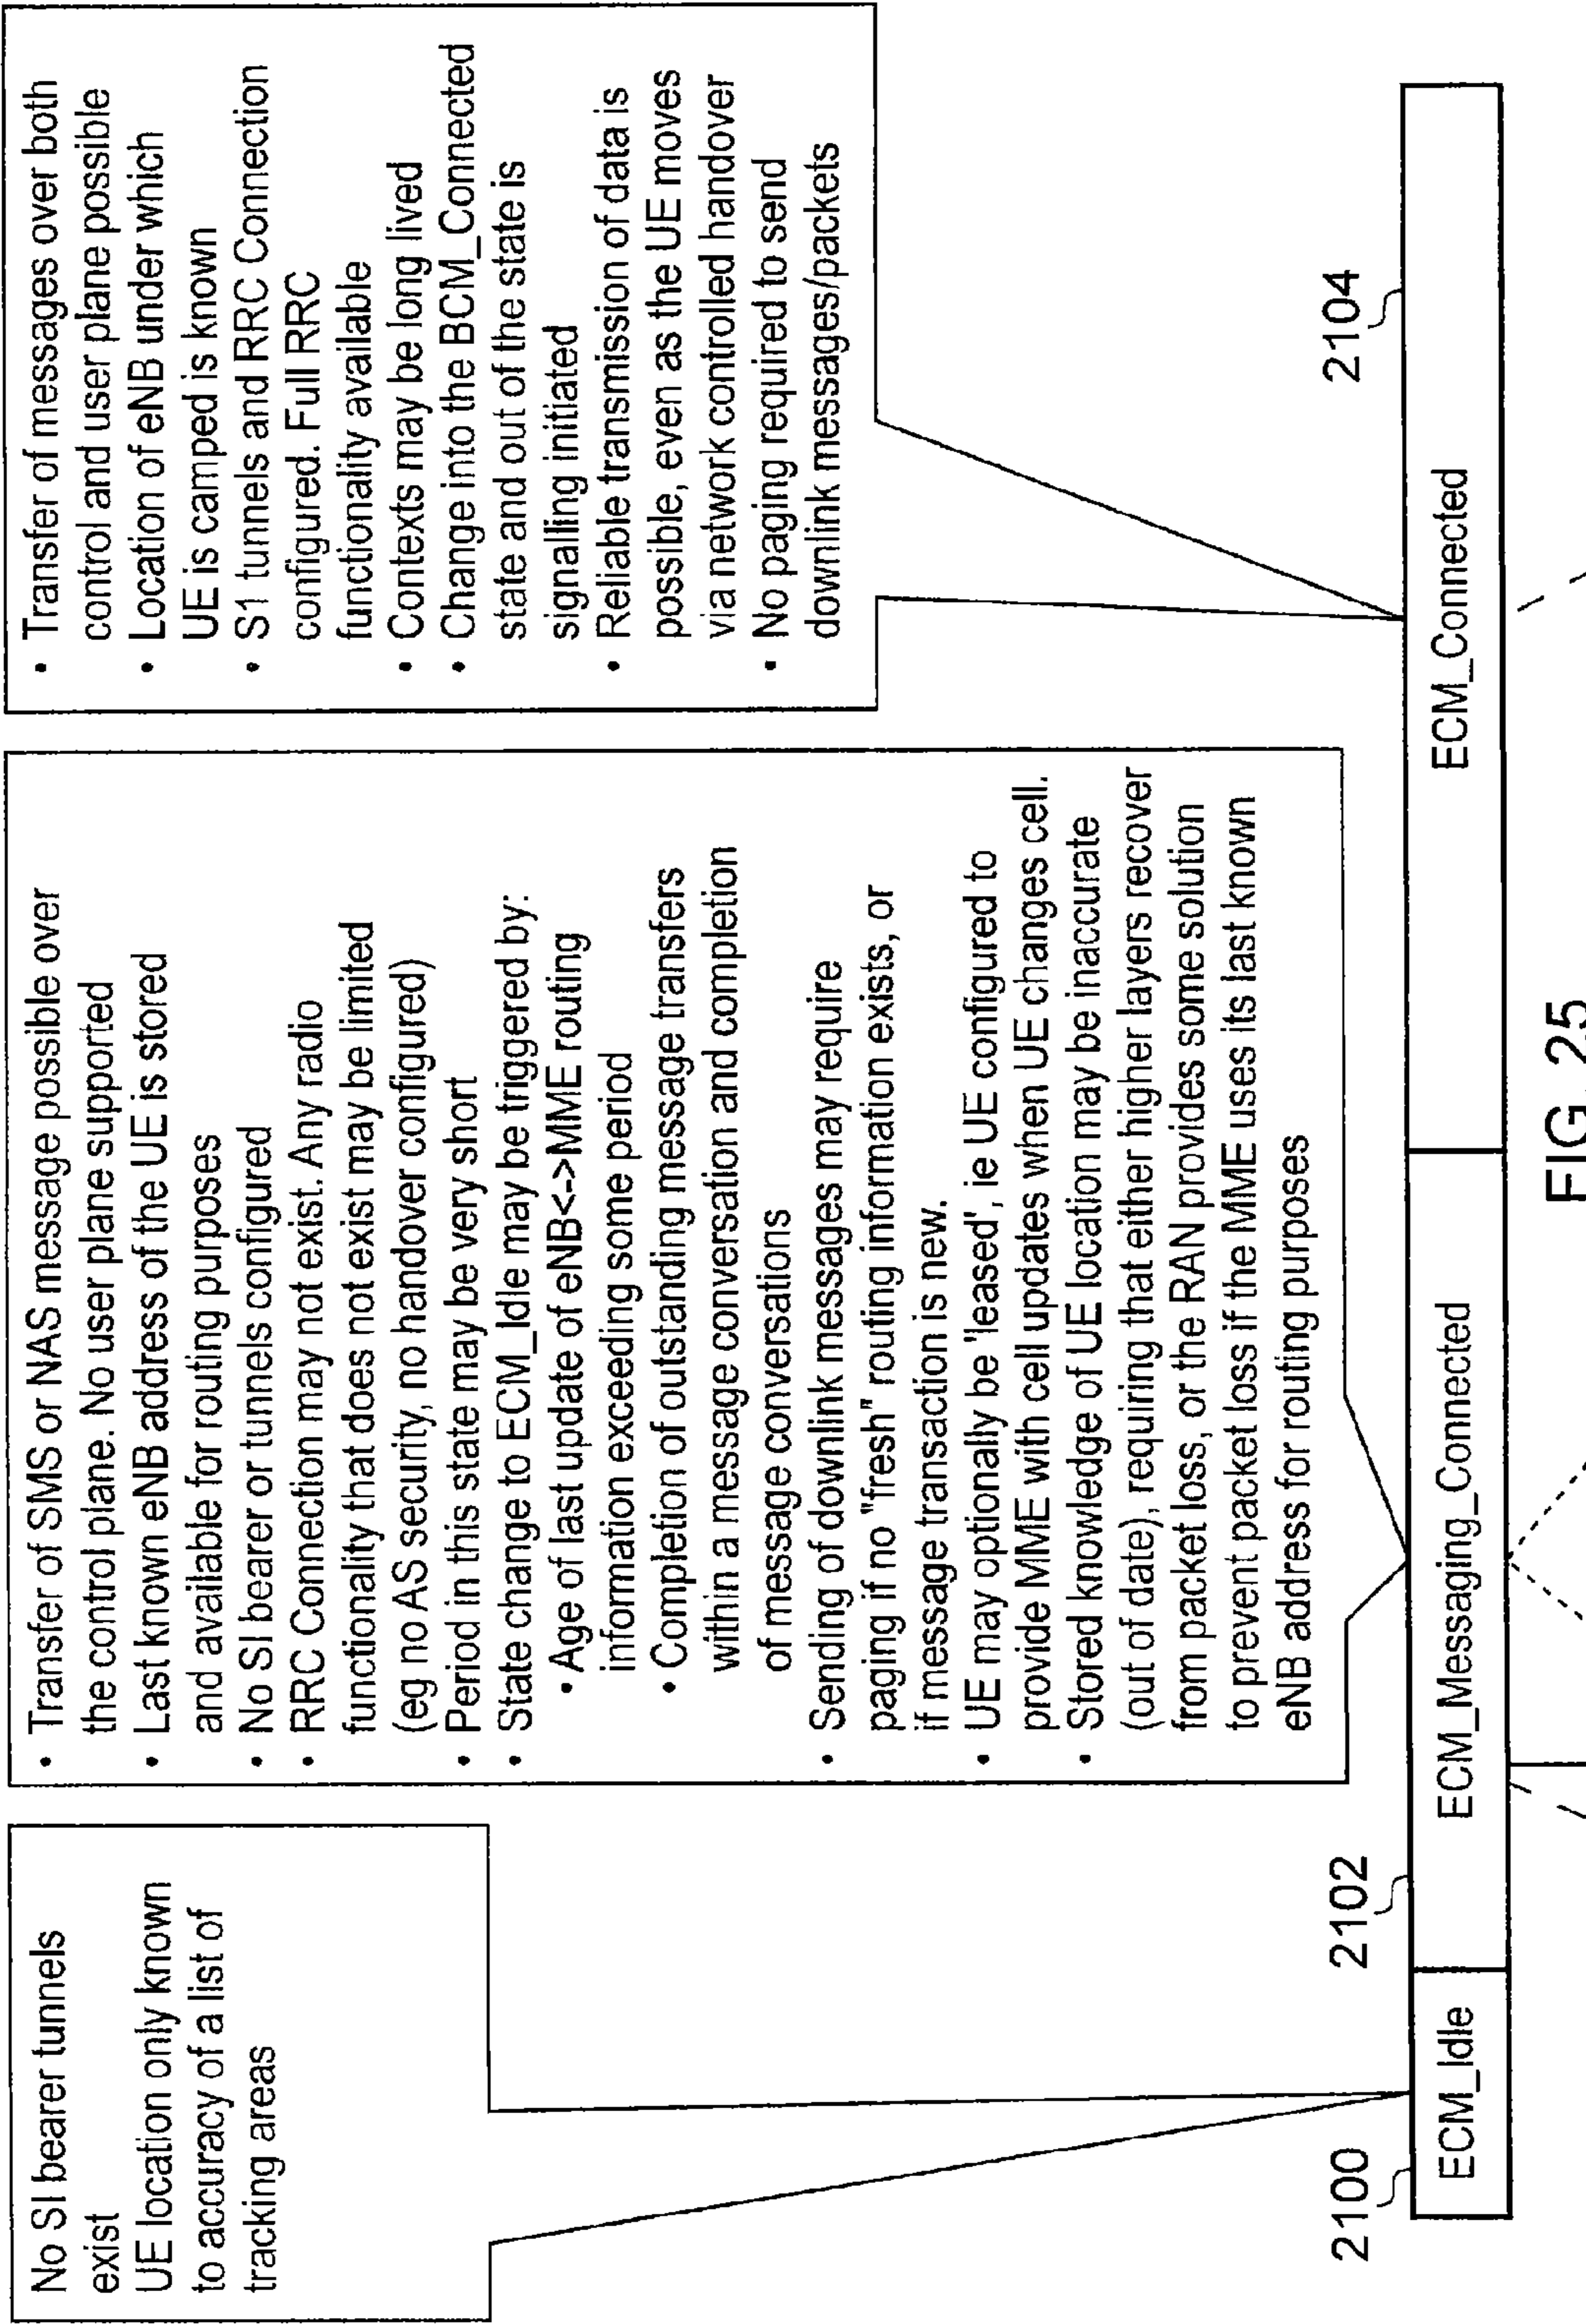 No SI bearer tunnels
exist
UE location only known
to accuracy of a list of
tracking areas
• Transfer of SMS or NAS message possible over
the control plane. No user plane supported
• Last known eNB address of the UE is stored
and available for routing purposes
• No SI bearer or tunnels configured
• RRC Connection may not exist. Any radio
functionality that does not exist may be limited
(eg no AS security, no handover configured)
• Period in this state may be very short
• State change to ECM_Idle may be triggered by:
• Age of last update of eNB<->MME routing
information exceeding some period
• Completion of outstanding message transfers
within a message conversation and completion
of message conversations
• Sending of downlink messages may require
paging if no "fresh" routing information exists, or
if message transaction is new.
• UE may optionally be 'leased', ie UE configured to
provide MME with cell updates when UE changes cell.
• Stored knowledge of UE location may be inaccurate
(out of date), requiring that either higher layers recover
from packet loss, or the RAN provides some solution
to prevent packet loss if the MME uses its last known
eNB address for routing purposes
• Transfer of messages over both
control and user plane possible
• Location of eNB under which
UE is camped is known
• S1 tunnels and RRC Connection
configured. Full RRC
functionality available
• Contexts may be long lived
• Change into the BCM_Connected
state and out of the state is
signalling initiated
• Reliable transmission of data is
possible, even as the UE moves
via network controlled handover
• No paging required to send
downlink messages/packets
2100
2102
2104
ECM_Idle
ECM_Messaging_Connected
ECM_Connected
FIG. 25